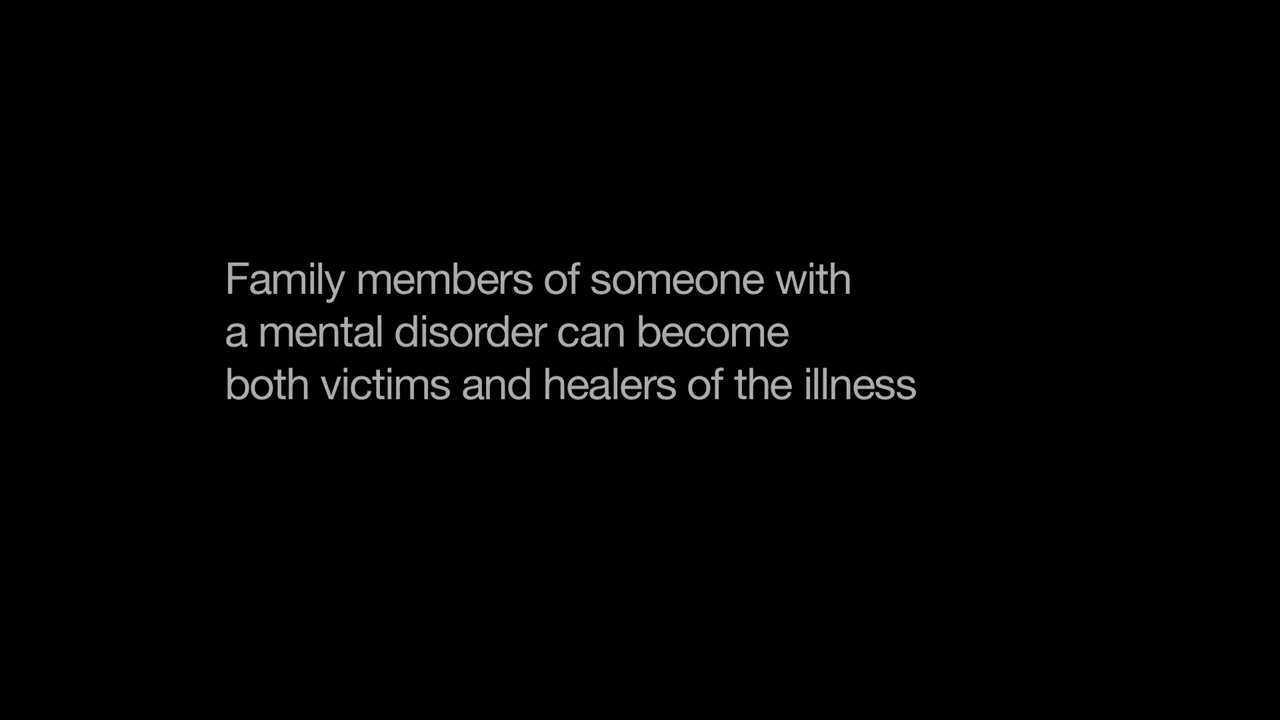 Family members of someone with
a mental disorder can become
both victims and healers of the illness